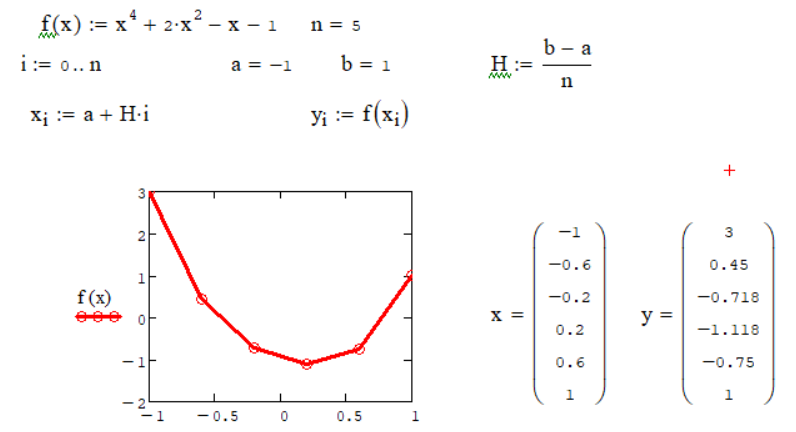 f(x) := x⁴ + 2·x² − x − 1 n = 5
i := 0..n a = −1 b = 1 H := (b − a)/n
xᵢ := a + H·i yᵢ := f(xᵢ)
3
2
1
0
−1
−2
f(x)
−1 −0.5 0 0.5 1
x = y =
−1 3
−0.6 0.45
−0.2 −0.718
0.2 −1.118
0.6 −0.75
1 1